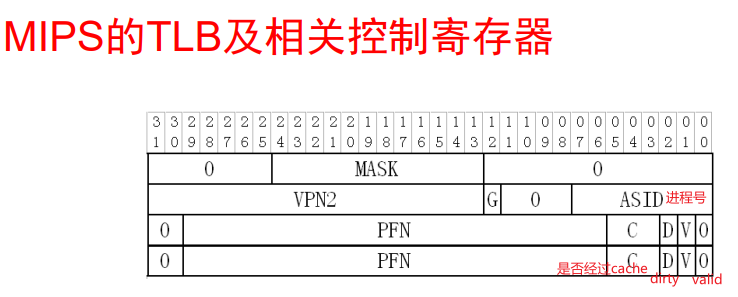 MIPS的TLB及相关控制寄存器
3 3 2 2 2 2 2 2 2 2 2 2 1 1 1 1 1 1 1 1 1 1 0 0 0 0 0 0 0 0 0 0
1 0 9 8 7 6 5 4 3 2 1 0 9 8 7 6 5 4 3 2 1 0 9 8 7 6 5 4 3 2 1 0
0 MASK 0
VPN2 G 0 ASID 进程号
0 PFN C D V 0
0 PFN C D V 0
是否经过cache dirty vaild